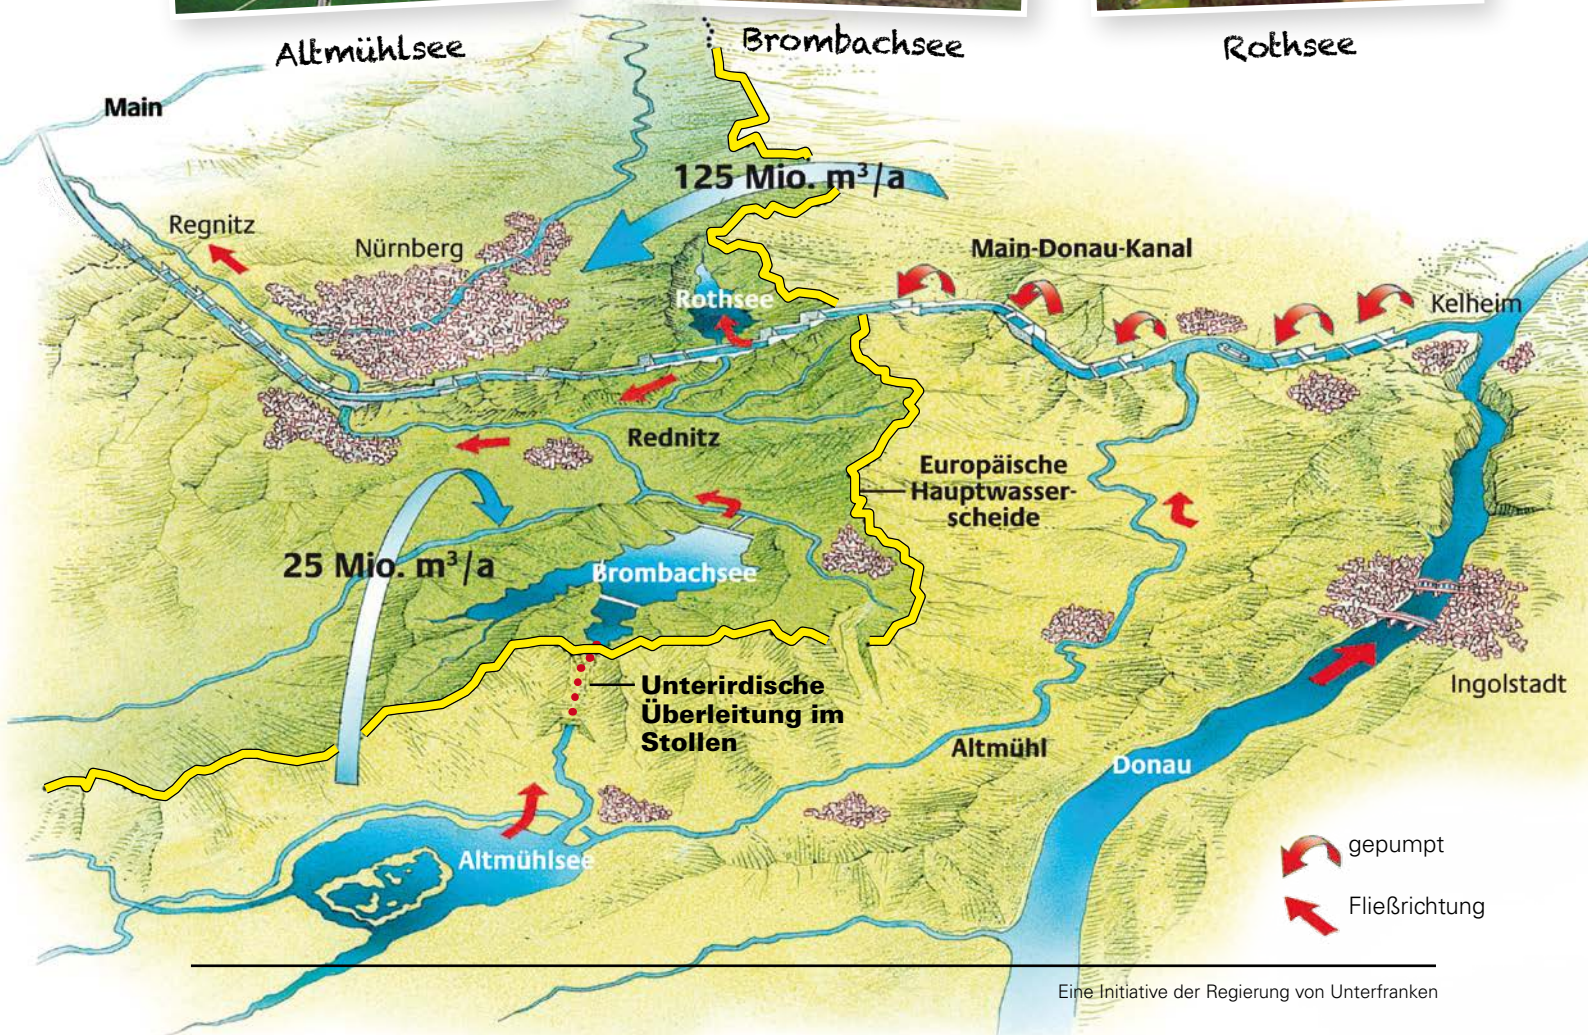 Altmühlsee
Brombachsee
Rothsee
Main
125 Mio. m³/a
Regnitz
Nürnberg
Main-Donau-Kanal
Rothsee
Kelheim
Rednitz
Europäische
Hauptwasser-
scheide
25 Mio. m³/a
Brombachsee
Unterirdische
Überleitung im
Stollen
Ingolstadt
Altmühl
Donau
Altmühlsee
gepumpt
Fließrichtung
Eine Initiative der Regierung von Unterfranken